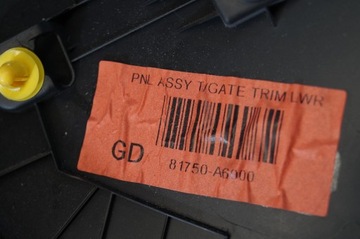 PNL ASSY T/GATE TRIM LWR
GD
81750-A6000